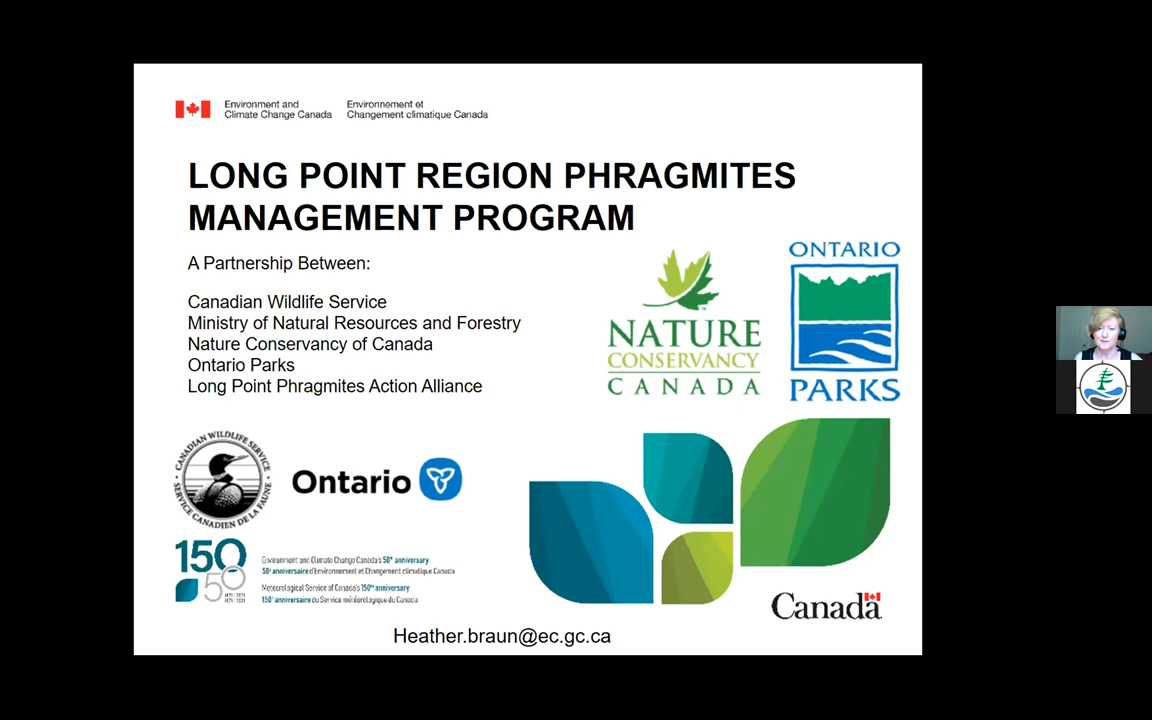 Environment and
Climate Change Canada
Environnement et
Changement climatique Canada
LONG POINT REGION PHRAGMITES
MANAGEMENT PROGRAM
A Partnership Between:
Canadian Wildlife Service
Ministry of Natural Resources and Forestry
Nature Conservancy of Canada
Ontario Parks
Long Point Phragmites Action Alliance
NATURE
CONSERVANCY
CANADA
ONTARIO
PARKS
CANADIAN WILDLIFE SERVICE
SERVICE CANADIEN DE LA FAUNE
Ontario
150
50
Environment and Climate Change Canada's 50th anniversary
50e anniversaire d'Environnement et Changement climatique Canada
Meteorological Service of Canada's 150th anniversary
150e anniversaire du Service météorologique du Canada
Canada
Heather.braun@ec.gc.ca